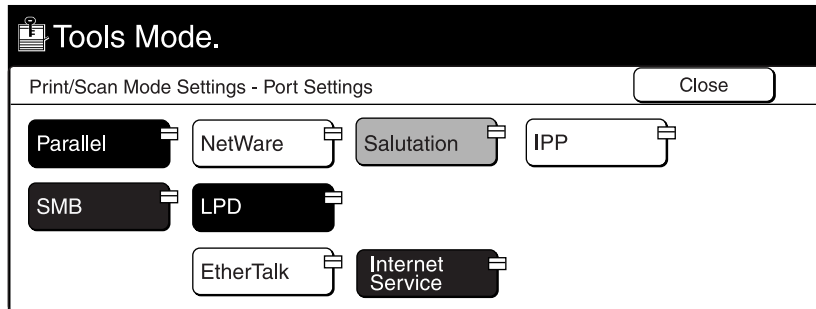 Tools Mode.
Print/Scan Mode Settings - Port Settings
Close
Parallel
NetWare
Salutation
IPP
SMB
LPD
EtherTalk
Internet
Service